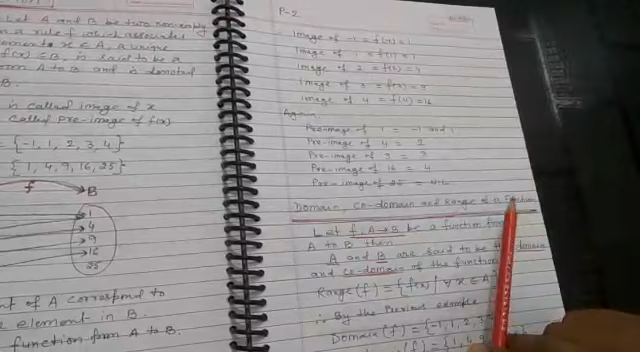 Let A and B be two non-empty
a rule f which associates
element x ∈ A, a unique
f(x) ∈ B, is said to be a
from A to B and is denoted
B.
is called image of x
called pre-image of f(x)
= {-1, 1, 2, 3, 4}
{1, 4, 9, 16, 25}
f
B
1
4
9
16
25
of A correspond to
element in B.
function from A to B.
P-2
Image of -1 = f(-1) = 1
Image of 1 = f(1) = 1
Image of 2 = f(2) = 4
Image of 3 = f(3) = 9
Image of 4 = f(4) = 16
Again,
Pre-image of 1 = -1 and 1
Pre-image of 4 = 2
Pre-image of 9 = 3
Pre-image of 16 = 4
Pre-image of 25 =
Domain, Co-domain and Range of a function
Let f: A→B be a function from
A to B then
A and B are said to be the domain
and co-domain of the function
Range(f) = {f(x) | ∀ x ∈ A}
∴ By the Previous example
Domain(f) = {-1, 1, 2,
(f) = {1, 4, 9